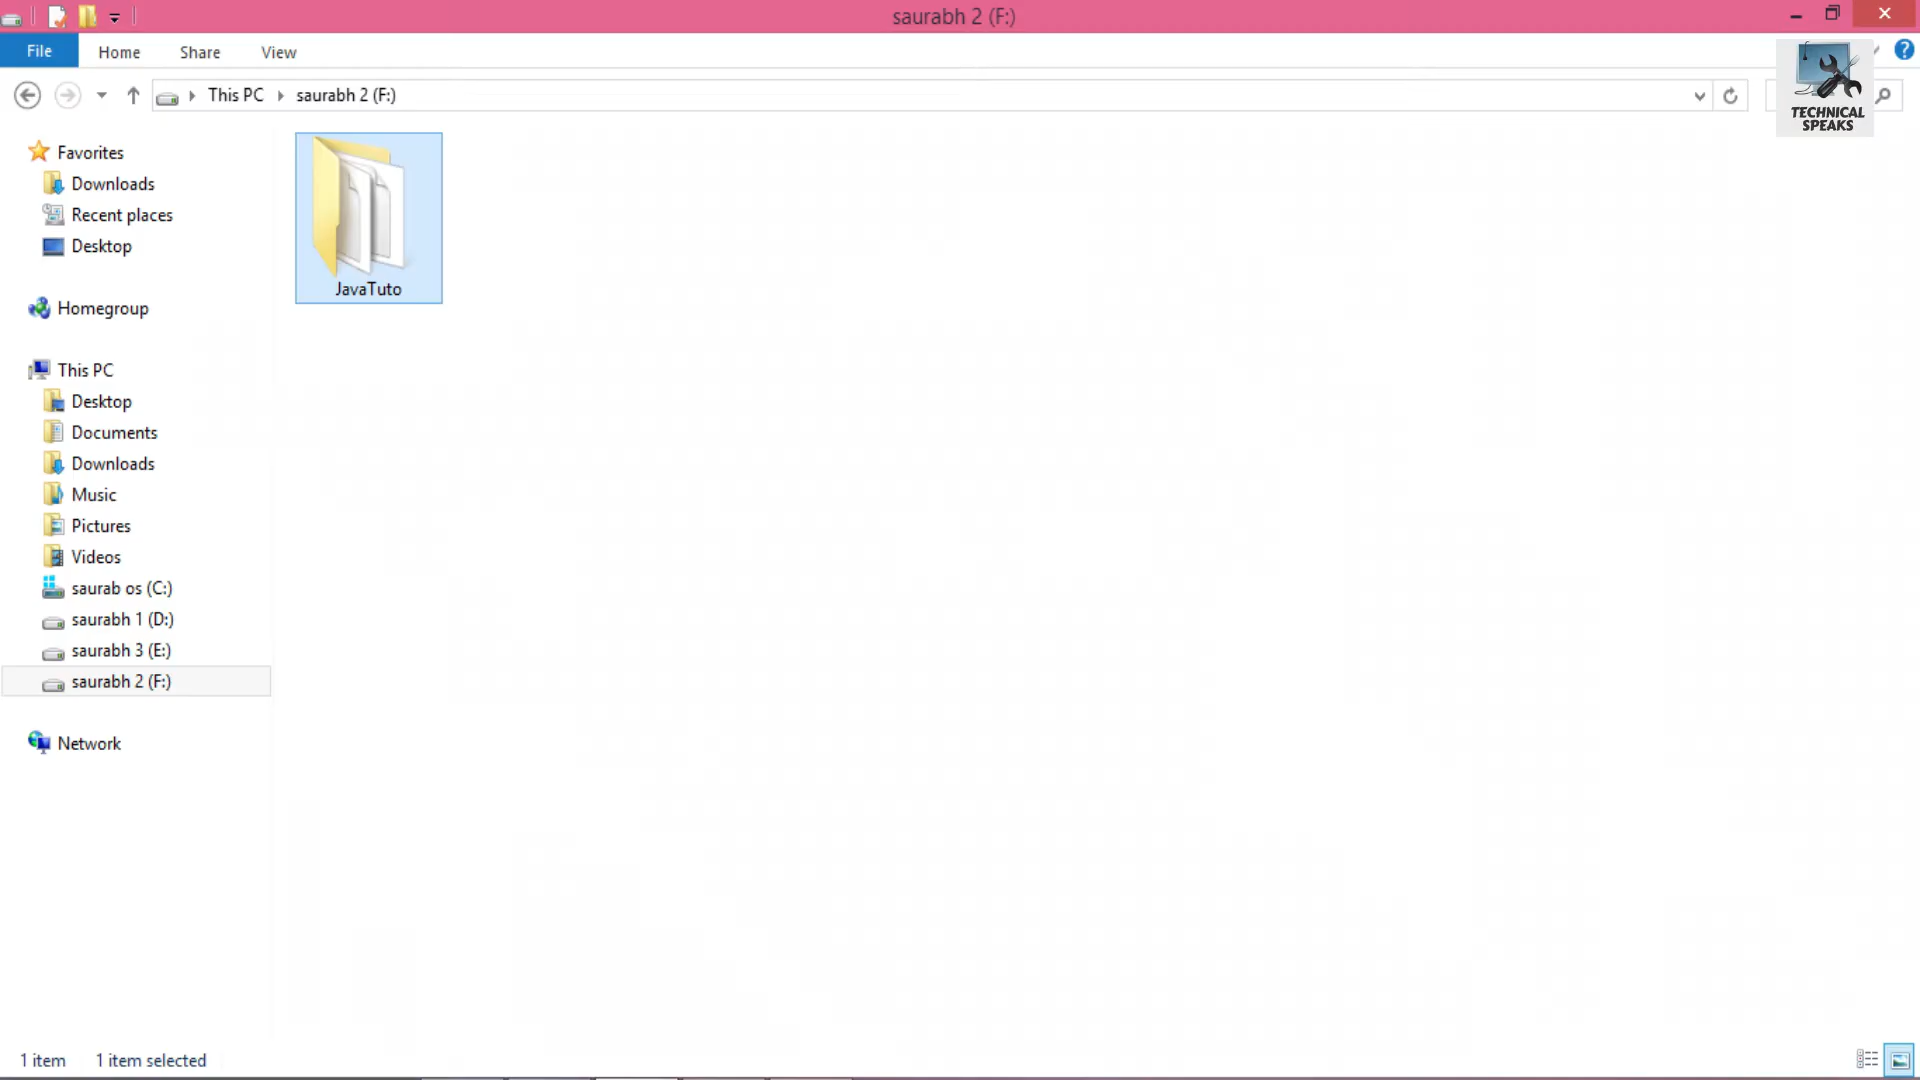 saurabh 2 (F:)
File Home Share View
This PC saurabh 2 (F:)
TECHNICAL
SPEAKS
Favorites
Downloads
Recent places
Desktop
Homegroup
This PC
Desktop
Documents
Downloads
Music
Pictures
Videos
saurab os (C:)
saurabh 1 (D:)
saurabh 3 (E:)
saurabh 2 (F:)
Network
JavaTuto
1 item 1 item selected